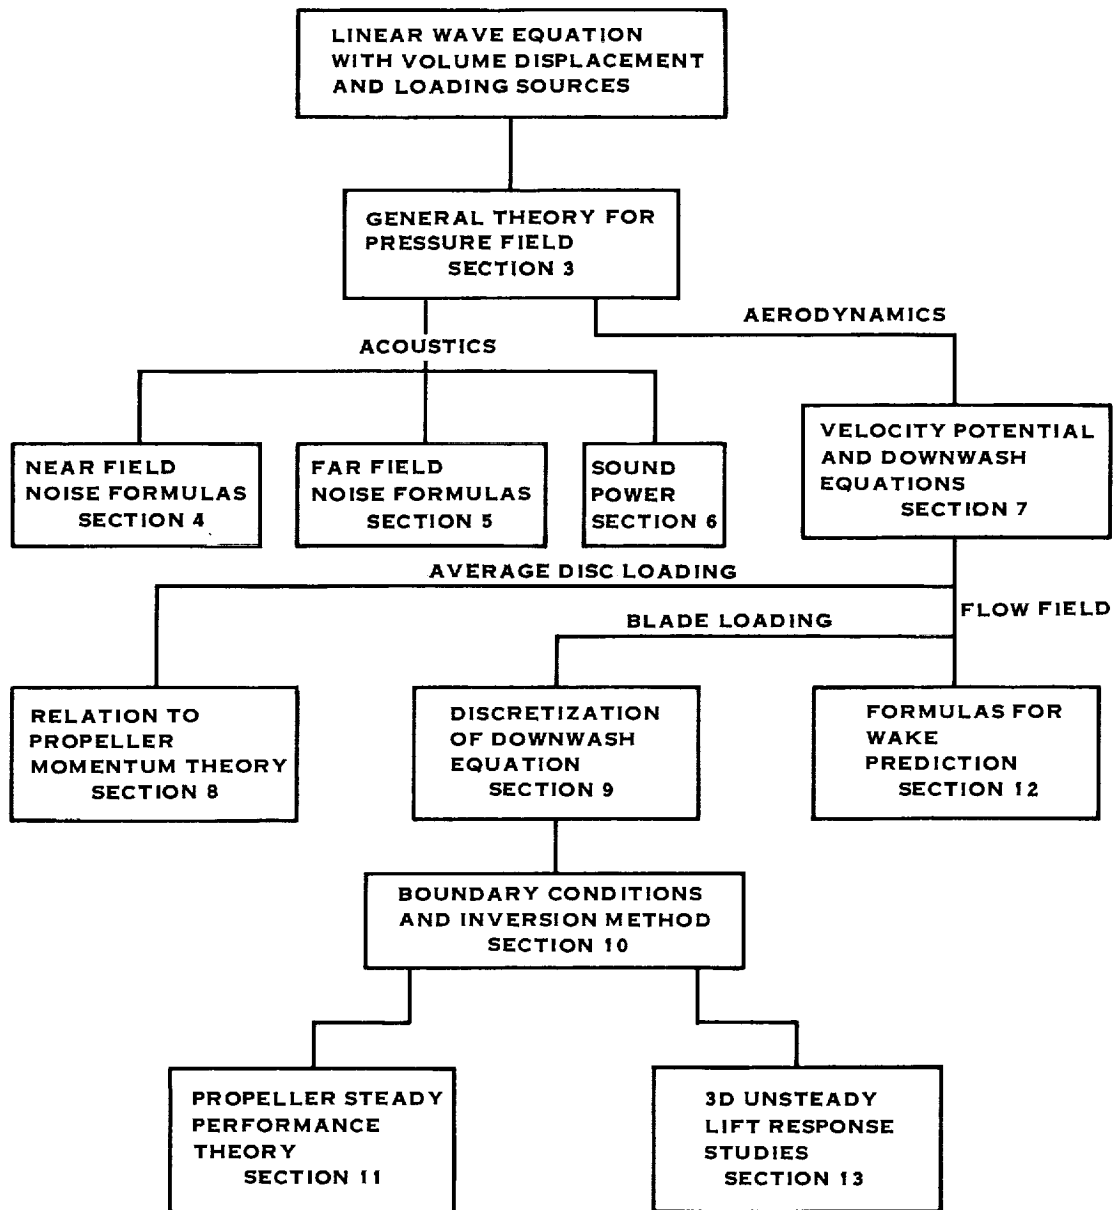 LINEAR WAVE EQUATION
WITH VOLUME DISPLACEMENT
AND LOADING SOURCES
GENERAL THEORY FOR
PRESSURE FIELD
SECTION 3
AERODYNAMICS
ACOUSTICS
NEAR FIELD
NOISE FORMULAS
SECTION 4
FAR FIELD
NOISE FORMULAS
SECTION 5
SOUND
POWER
SECTION 6
VELOCITY POTENTIAL
AND DOWNWASH
EQUATIONS
SECTION 7
AVERAGE DISC LOADING
BLADE LOADING
FLOW FIELD
RELATION TO
PROPELLER
MOMENTUM THEORY
SECTION 8
DISCRETIZATION
OF DOWNWASH
EQUATION
SECTION 9
FORMULAS FOR
WAKE
PREDICTION
SECTION 12
BOUNDARY CONDITIONS
AND INVERSION METHOD
SECTION 10
PROPELLER STEADY
PERFORMANCE
THEORY
SECTION 11
3D UNSTEADY
LIFT RESPONSE
STUDIES
SECTION 13